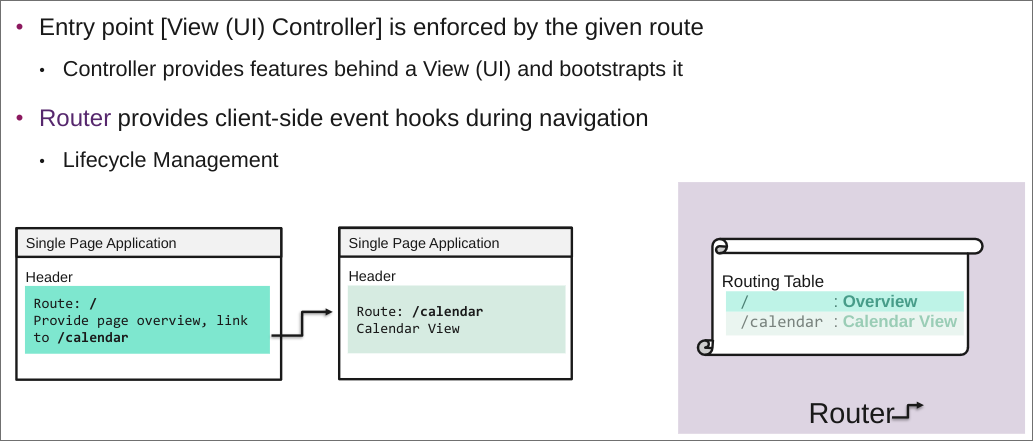 Entry point [View (UI) Controller] is enforced by the given route
Controller provides features behind a View (UI) and bootstrapts it
Router provides client-side event hooks during navigation
Lifecycle Management
Single Page Application
Header
Route: /
Provide page overview, link
to /calendar
Single Page Application
Header
Route: /calendar
Calendar View
Routing Table
/ : Overview
/calendar : Calendar View
Router